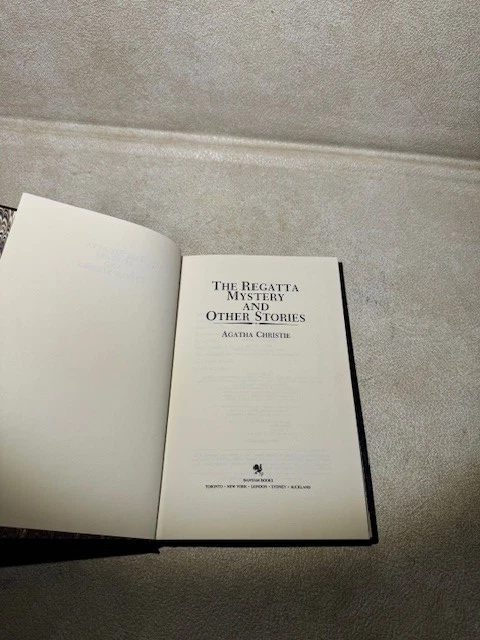 THE REGATTA
MYSTERY
AND
OTHER STORIES
AGATHA CHRISTIE
BANTAM BOOKS
TORONTO • NEW YORK • LONDON • SYDNEY • AUCKLAND